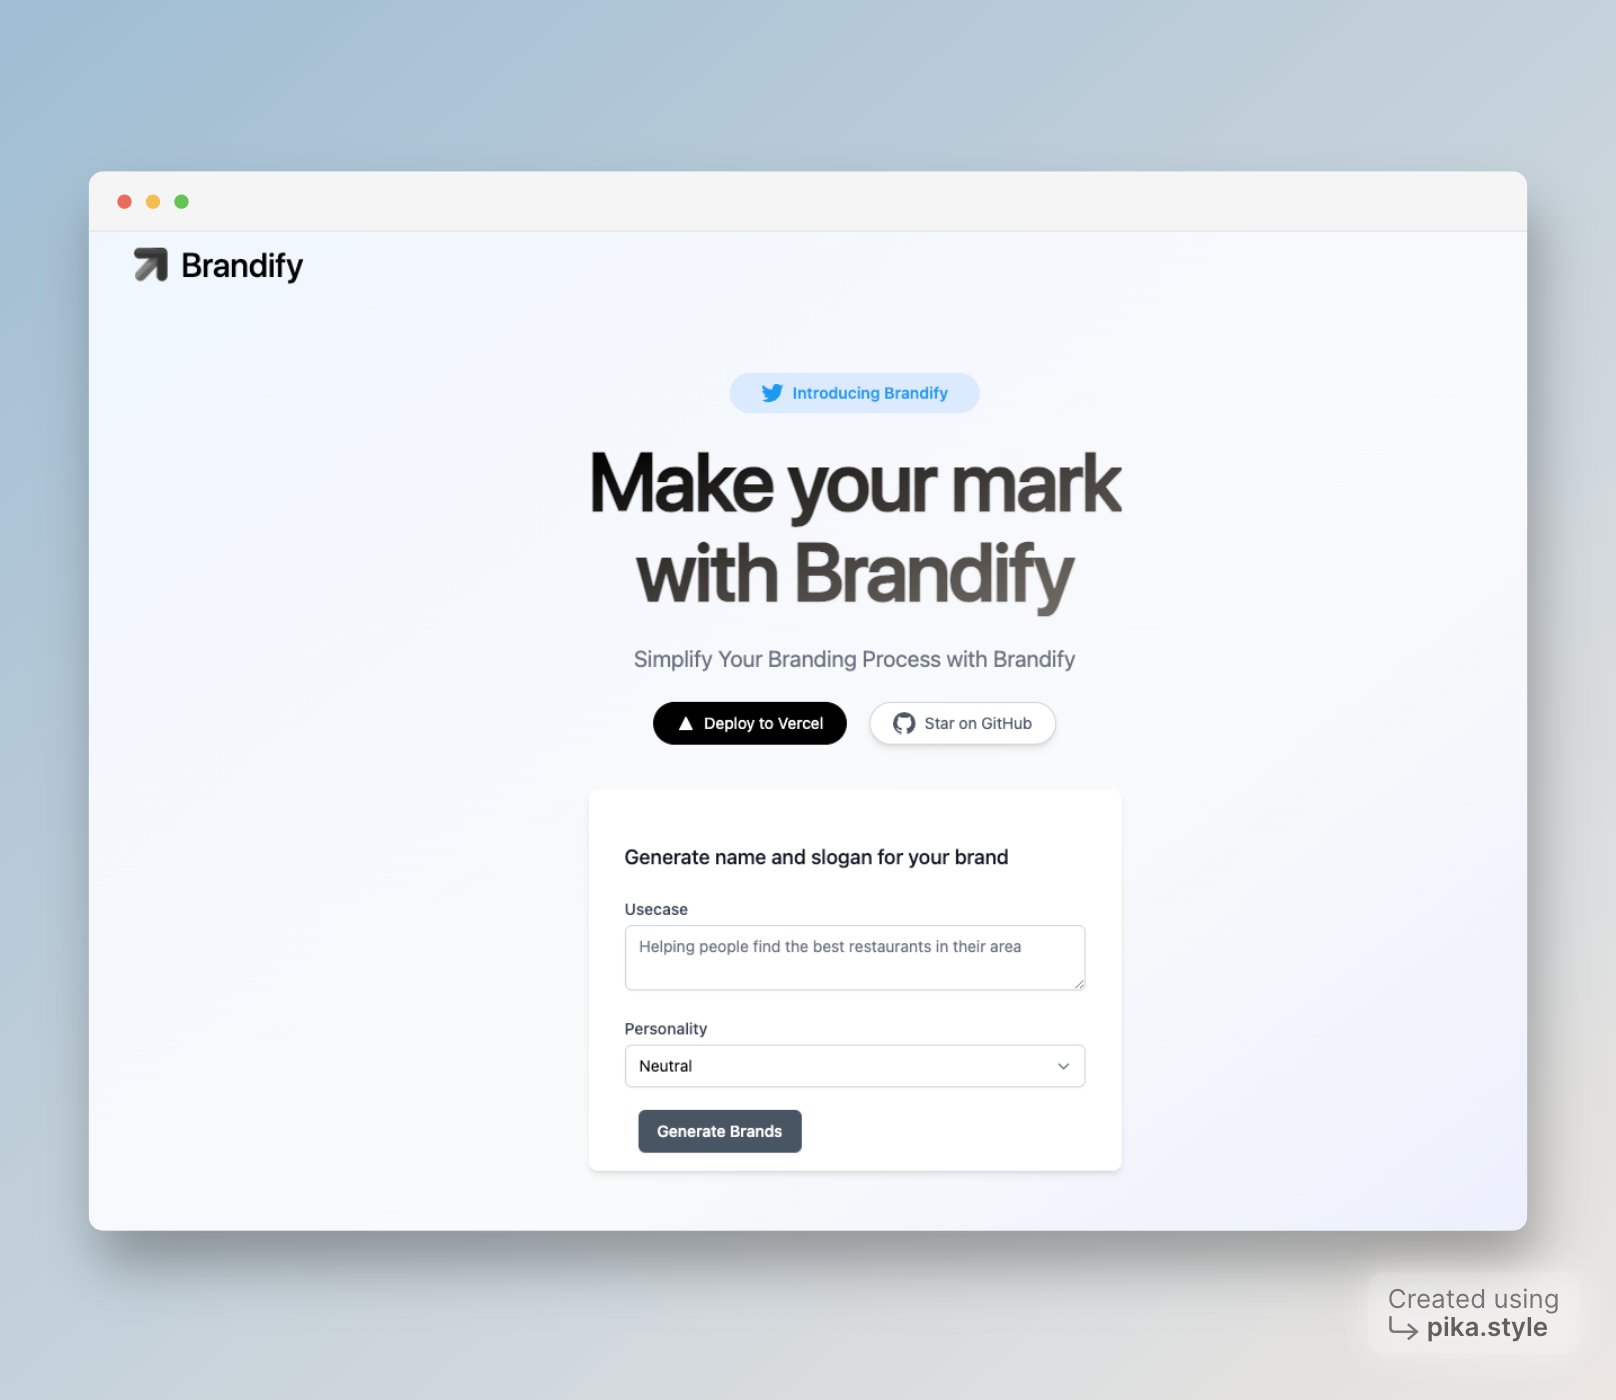 Brandify
Introducing Brandify
Make your mark
with Brandify
Simplify Your Branding Process with Brandify
Deploy to Vercel
Star on GitHub
Generate name and slogan for your brand
Usecase
Helping people find the best restaurants in their area
Personality
Neutral
Generate Brands
Created using
pika.style